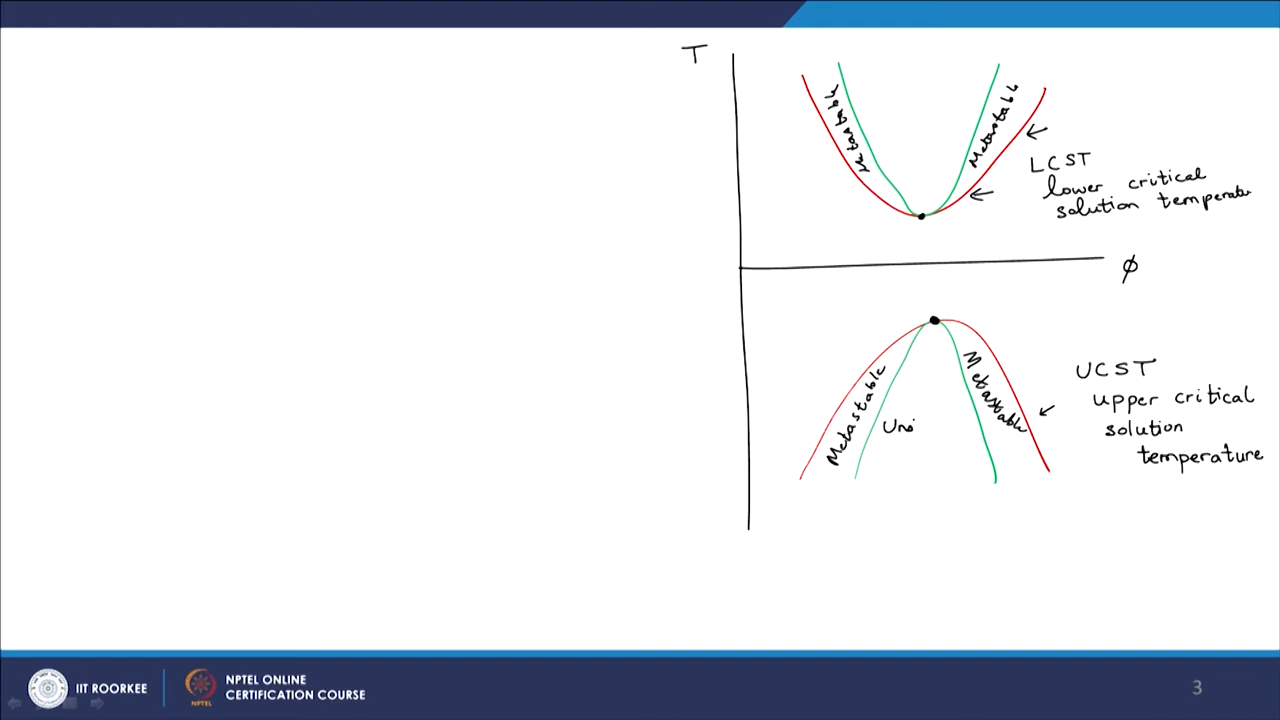 T
Metastable
Metastable
LCST
lower critical
solution temperatu
ϕ
Metastable
Uns
Metastable
UCST
upper critical
solution
temperature
IIT ROORKEE
NPTEL
NPTEL ONLINE
CERTIFICATION COURSE
3